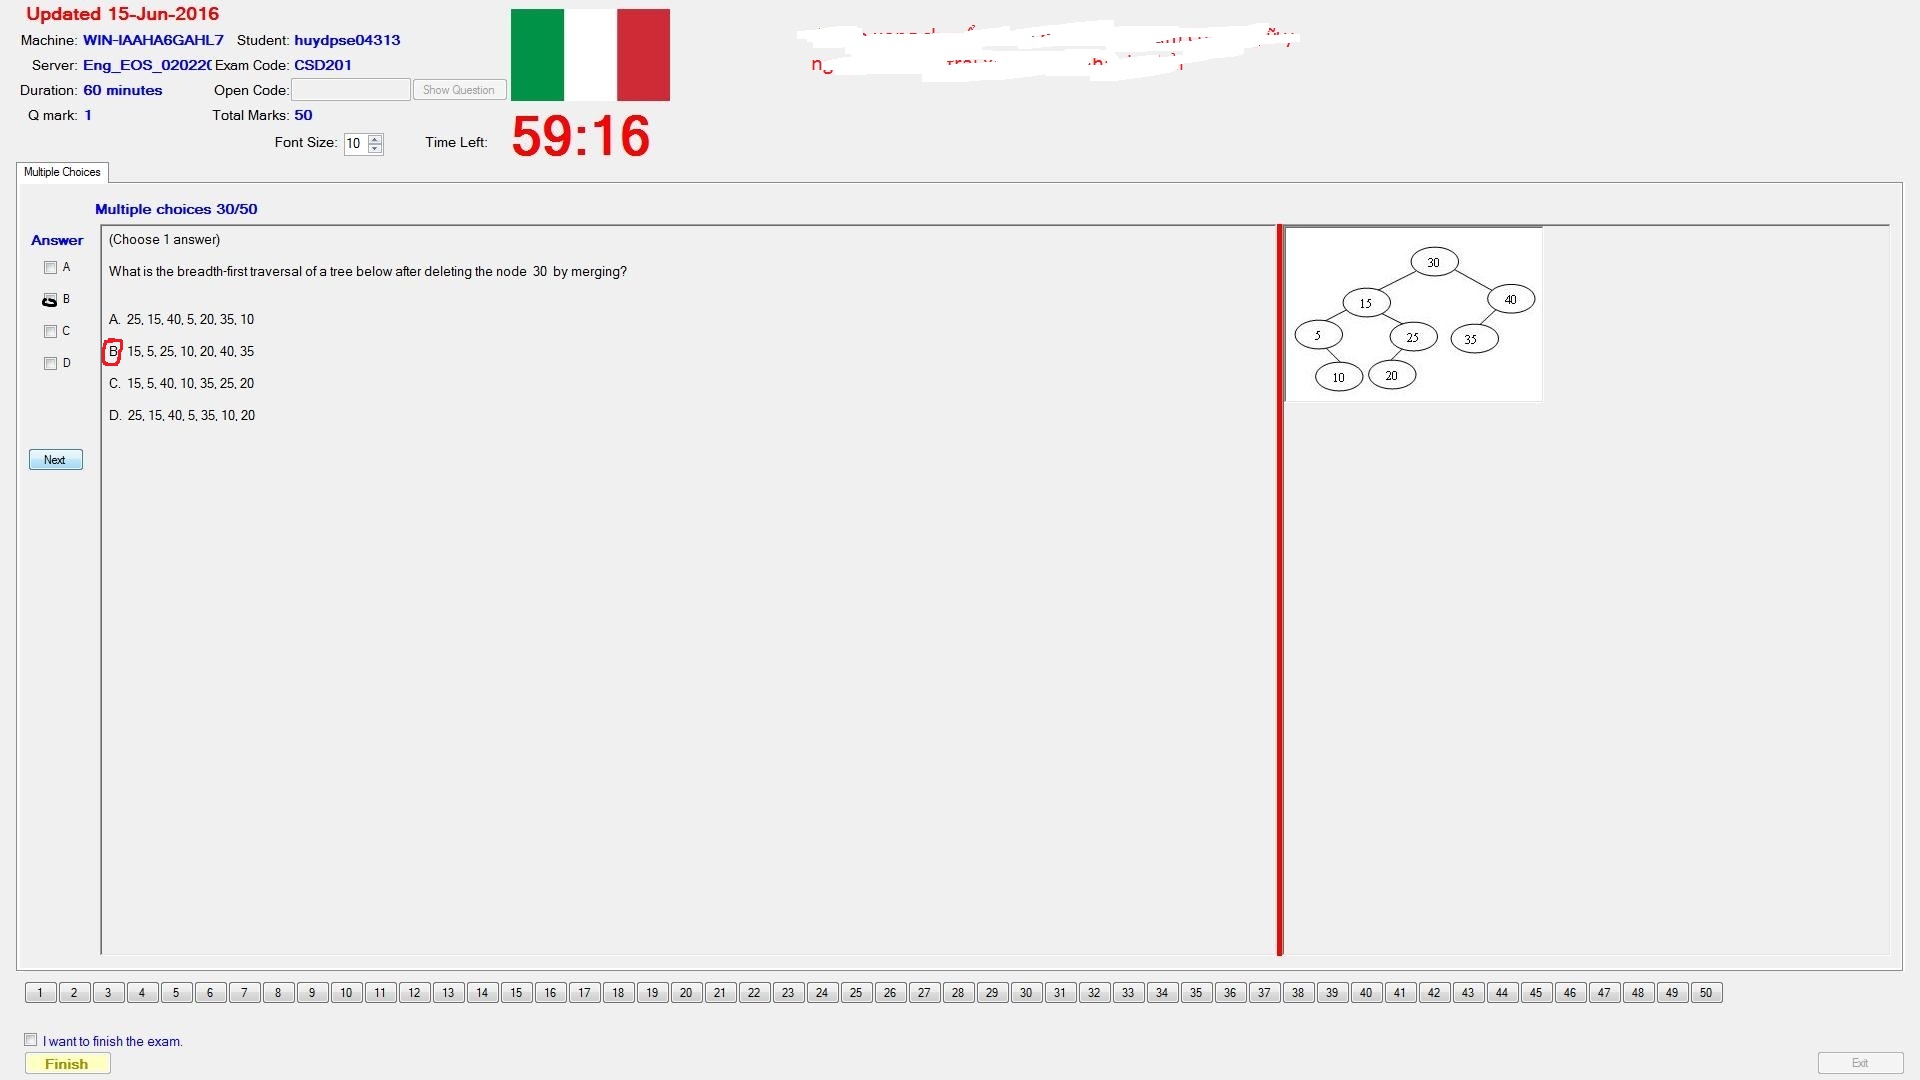 Updated 15-Jun-2016
Machine: WIN-IAAHA6GAHL7 Student: huydpse04313
Server: Eng_EOS_02022( Exam Code: CSD201
Duration: 60 minutes Open Code: Show Question
Q mark: 1 Total Marks: 50
Font Size: 10 Time Left: 59:16
Multiple Choices
Multiple choices 30/50
Answer
A
B
C
D
Next
(Choose 1 answer)
What is the breadth-first traversal of a tree below after deleting the node 30 by merging?
A. 25, 15, 40, 5, 20, 35, 10
B. 15, 5, 25, 10, 20, 40, 35
C. 15, 5, 40, 10, 35, 25, 20
D. 25, 15, 40, 5, 35, 10, 20
30
15 40
5 25 35
10 20
1 2 3 4 5 6 7 8 9 10 11 12 13 14 15 16 17 18 19 20 21 22 23 24 25 26 27 28 29 30 31 32 33 34 35 36 37 38 39 40 41 42 43 44 45 46 47 48 49 50
I want to finish the exam.
Finish
Exit